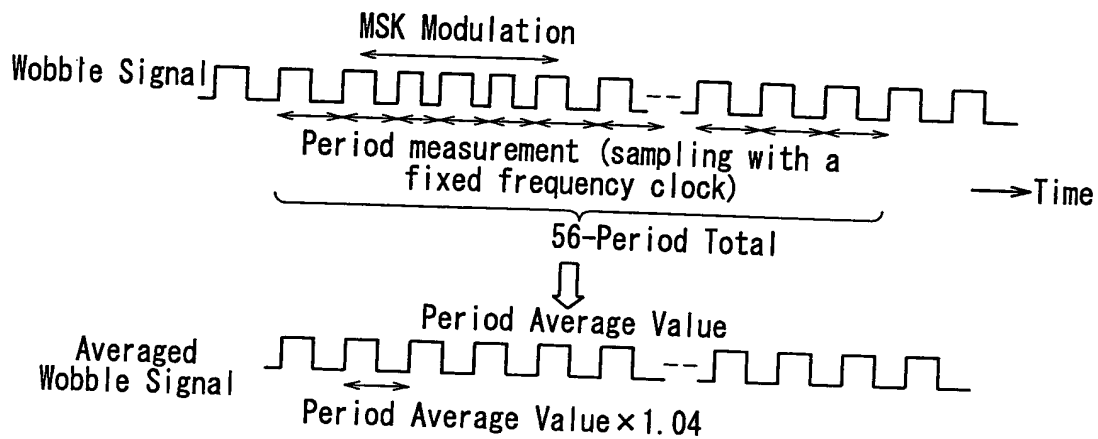 MSK Modulation
Wobble Signal
Period measurement (sampling with a
fixed frequency clock)
Time
56-Period Total
Period Average Value
Averaged
Wobble Signal
Period Average Value×1.04